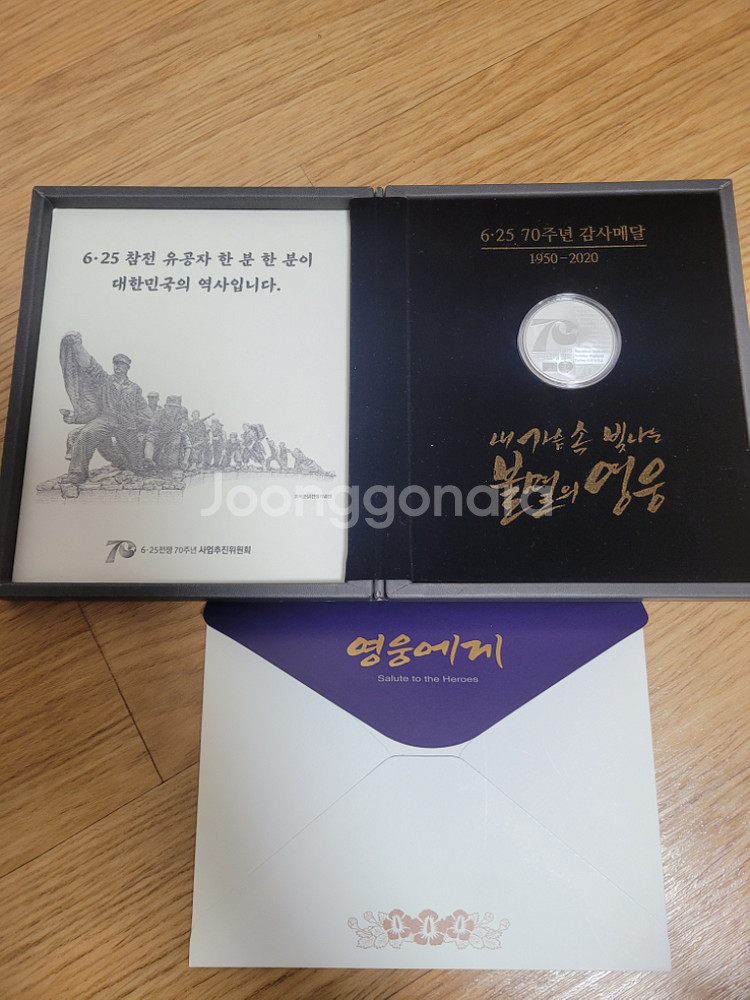 6·25 참전 유공자 한 분 한 분이
대한민국의 역사입니다.
70 6·25전쟁 70주년 사업추진위원회
6·25 70주년 감사메달
1950-2020
70
내 가슴 속 빛나는
불멸의 영웅
Joonggonara
영웅에게
Salute to the Heroes